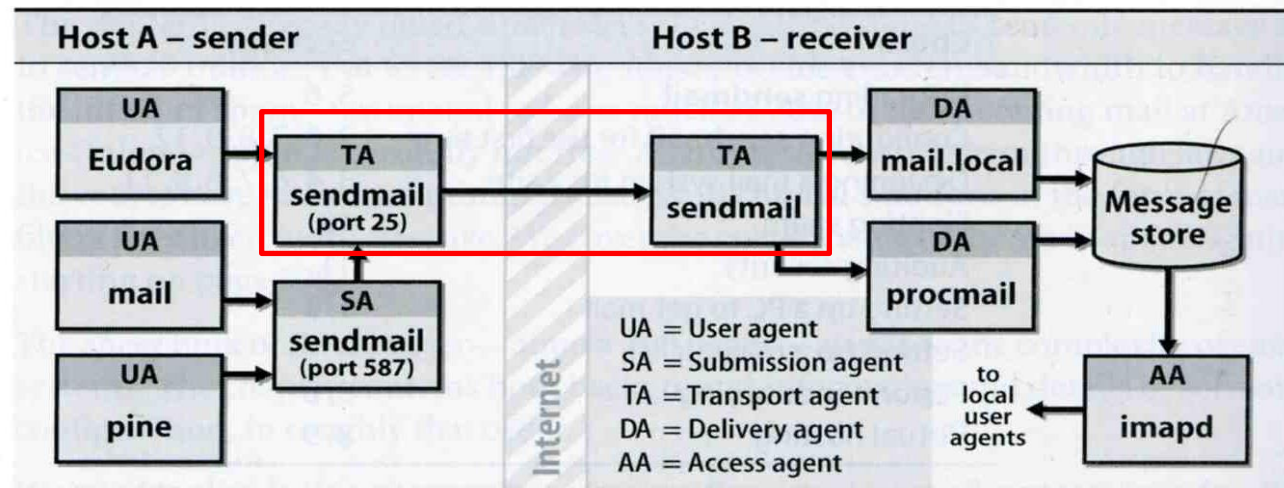 Host A – sender
Host B – receiver
UA
Eudora
UA
mail
UA
pine
TA
sendmail
(port 25)
SA
sendmail
(port 587)
Internet
TA
sendmail
DA
mail.local
DA
procmail
Message
store
AA
imapd
to
local
user
agents
UA = User agent
SA = Submission agent
TA = Transport agent
DA = Delivery agent
AA = Access agent